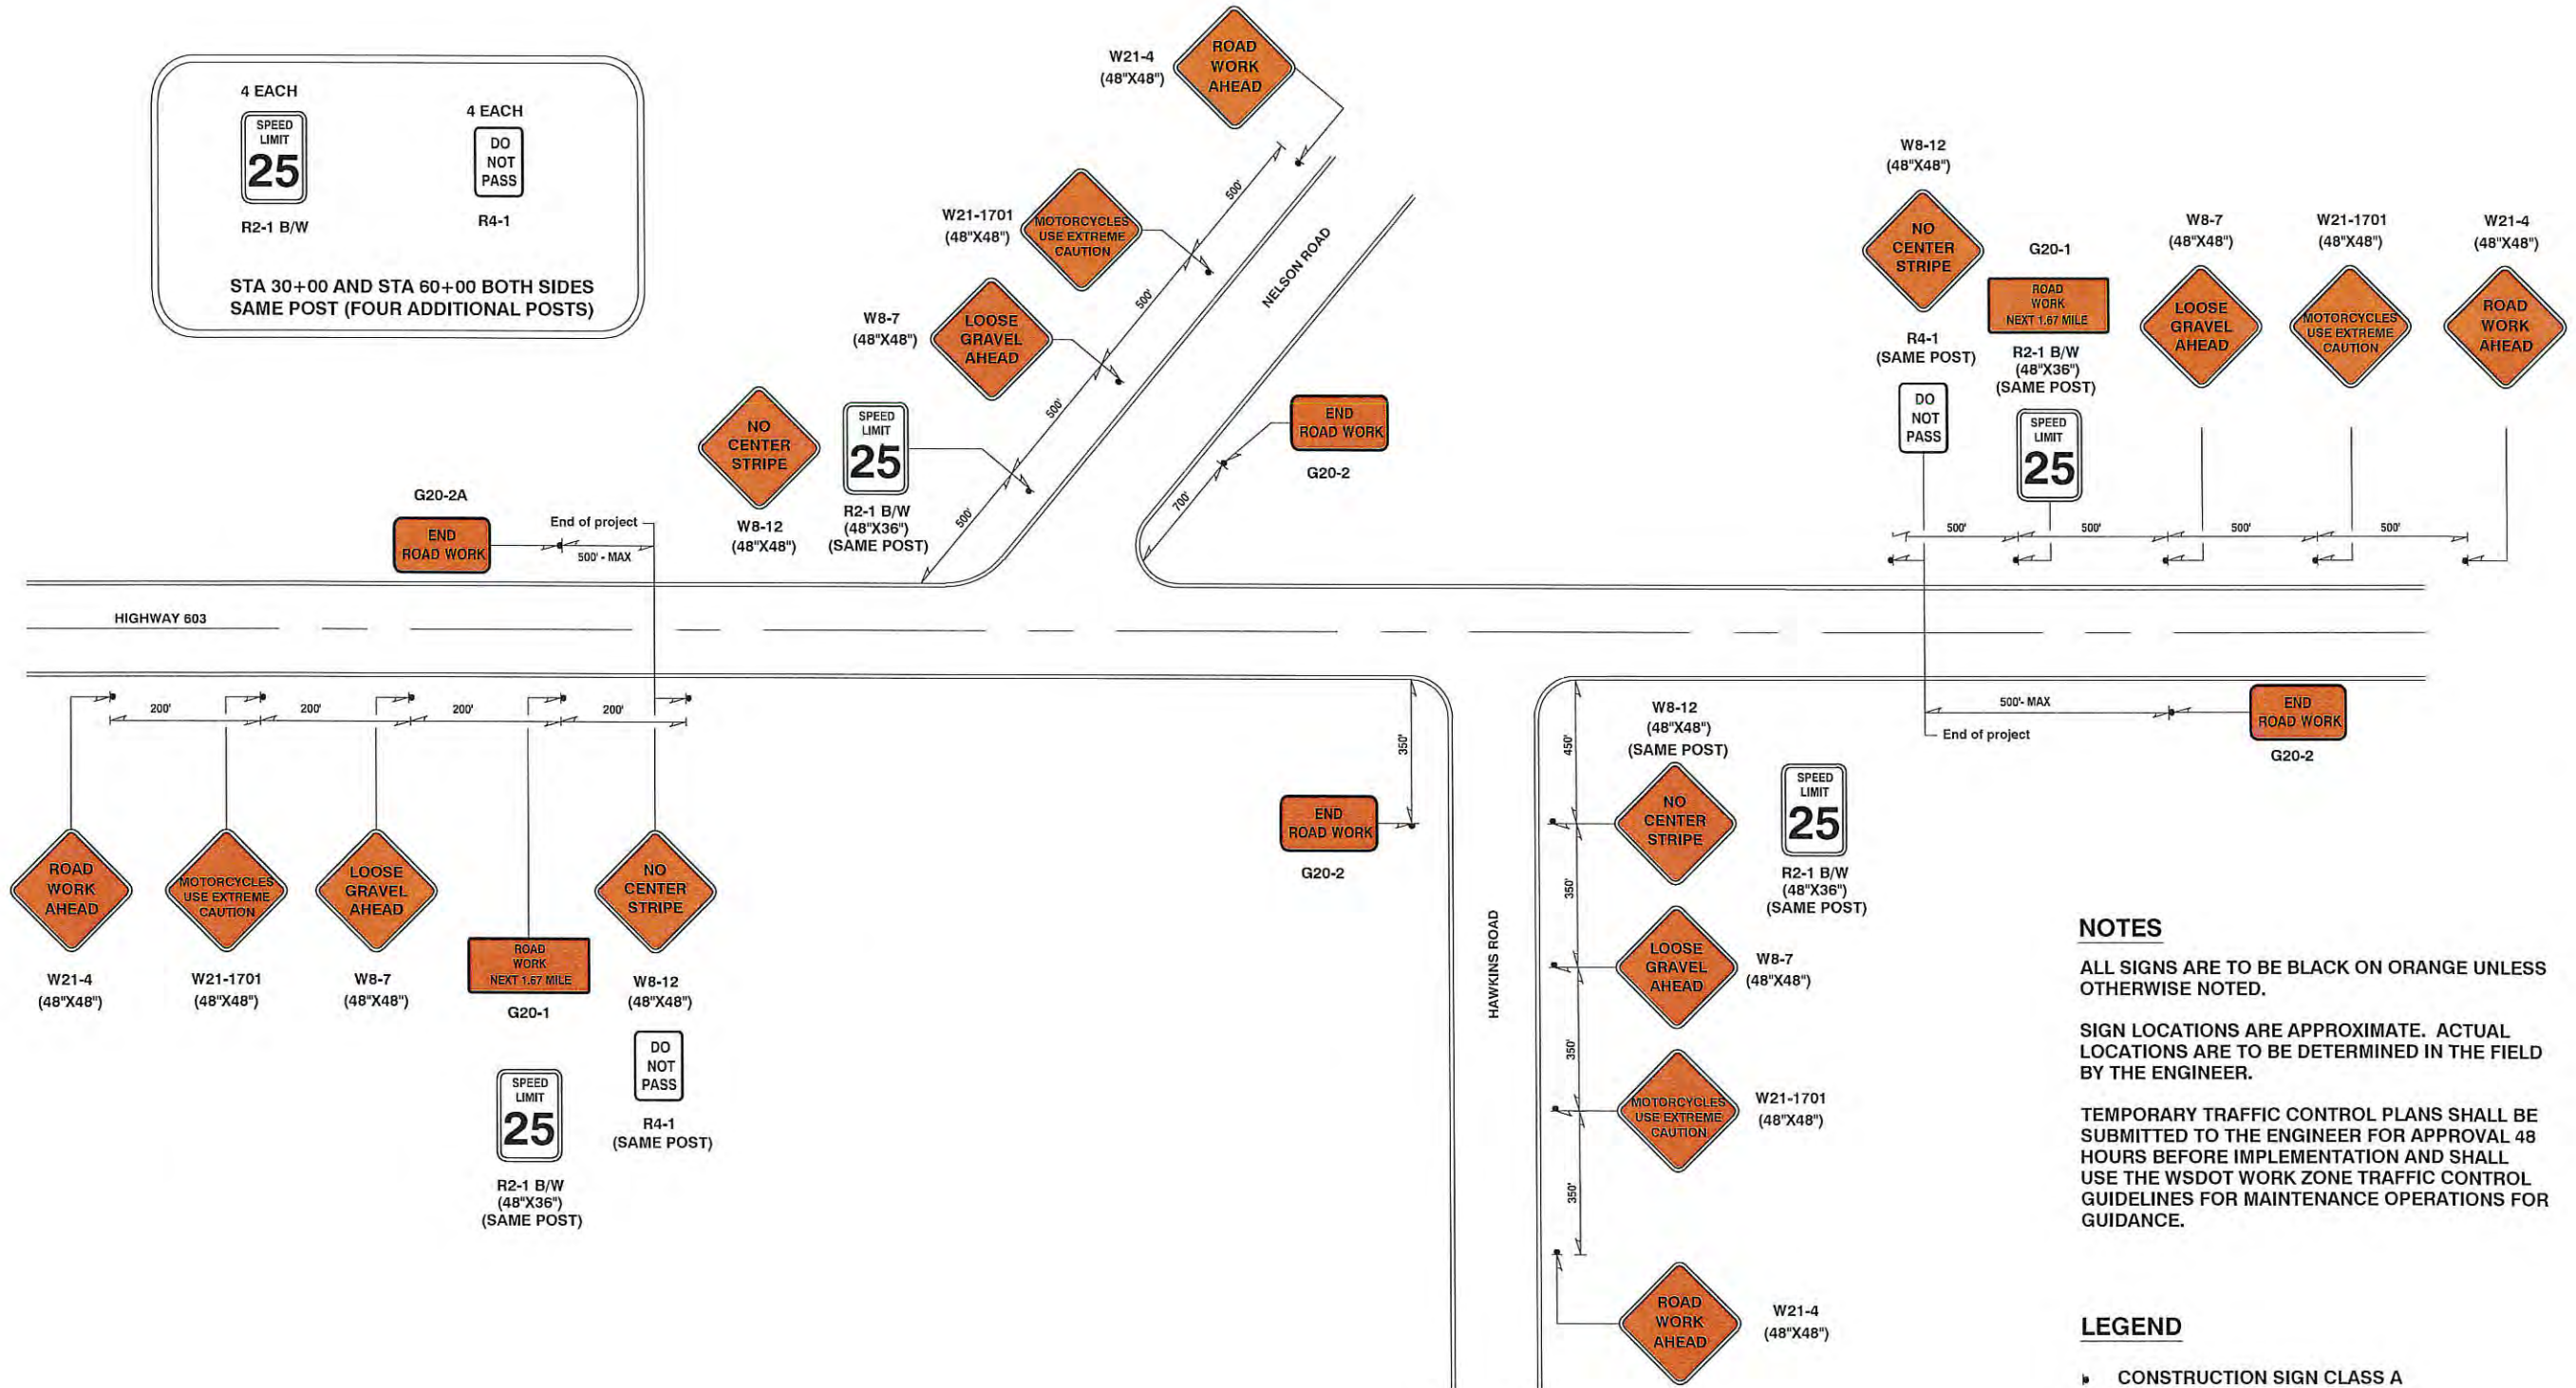 4 EACH
SPEED
LIMIT
25
R2-1 B/W
4 EACH
DO
NOT
PASS
R4-1
STA 30+00 AND STA 60+00 BOTH SIDES
SAME POST (FOUR ADDITIONAL POSTS)
W21-4
(48"X48")
ROAD
WORK
AHEAD
500'
W21-1701
(48"X48")
MOTORCYCLES
USE EXTREME
CAUTION
500'
W8-7
(48"X48")
LOOSE
GRAVEL
AHEAD
500'
NO
CENTER
STRIPE
W8-12
(48"X48")
SPEED
LIMIT
25
R2-1 B/W
(48"X36")
(SAME POST)
500'
NELSON ROAD
END
ROAD WORK
G20-2
700'
G20-2A
END
ROAD WORK
End of project
500' - MAX
W8-12
(48"X48")
NO
CENTER
STRIPE
R4-1
(SAME POST)
DO
NOT
PASS
G20-1
ROAD
WORK
NEXT 1.67 MILE
R2-1 B/W
(48"X36")
(SAME POST)
SPEED
LIMIT
25
W8-7
(48"X48")
LOOSE
GRAVEL
AHEAD
W21-1701
(48"X48")
MOTORCYCLES
USE EXTREME
CAUTION
W21-4
(48"X48")
ROAD
WORK
AHEAD
500'
500'
500'
500'
HIGHWAY 603
200'
200'
200'
200'
ROAD
WORK
AHEAD
W21-4
(48"X48")
MOTORCYCLES
USE EXTREME
CAUTION
W21-1701
(48"X48")
LOOSE
GRAVEL
AHEAD
W8-7
(48"X48")
ROAD
WORK
NEXT 1.67 MILE
G20-1
SPEED
LIMIT
25
R2-1 B/W
(48"X36")
(SAME POST)
NO
CENTER
STRIPE
W8-12
(48"X48")
DO
NOT
PASS
R4-1
(SAME POST)
350'
END
ROAD WORK
G20-2
HAWKINS ROAD
450'
350'
350'
350'
W8-12
(48"X48")
(SAME POST)
NO
CENTER
STRIPE
SPEED
LIMIT
25
R2-1 B/W
(48"X36")
(SAME POST)
LOOSE
GRAVEL
AHEAD
W8-7
(48"X48")
MOTORCYCLES
USE EXTREME
CAUTION
W21-1701
(48"X48")
ROAD
WORK
AHEAD
W21-4
(48"X48")
500'- MAX
End of project
END
ROAD WORK
G20-2
NOTES
ALL SIGNS ARE TO BE BLACK ON ORANGE UNLESS
OTHERWISE NOTED.
SIGN LOCATIONS ARE APPROXIMATE. ACTUAL
LOCATIONS ARE TO BE DETERMINED IN THE FIELD
BY THE ENGINEER.
TEMPORARY TRAFFIC CONTROL PLANS SHALL BE
SUBMITTED TO THE ENGINEER FOR APPROVAL 48
HOURS BEFORE IMPLEMENTATION AND SHALL
USE THE WSDOT WORK ZONE TRAFFIC CONTROL
GUIDELINES FOR MAINTENANCE OPERATIONS FOR
GUIDANCE.
LEGEND
CONSTRUCTION SIGN CLASS A